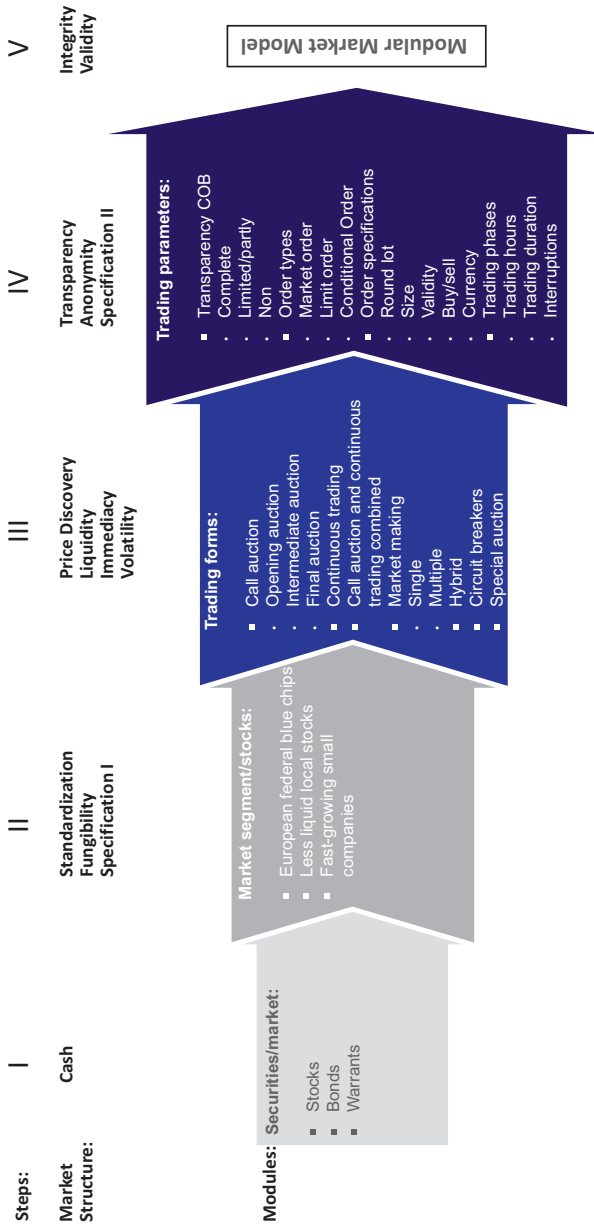 Steps:
I
II
III
IV
V
Market
Structure:
Cash
Standardization
Fungibility
Specification I
Price Discovery
Liquidity
Immediacy
Volatility
Transparency
Anonymity
Specification II
Integrity
Validity
Modules:
Securities/market:
▪ Stocks
▪ Bonds
▪ Warrants
Market segment/stocks:
▪ European federal blue chips
▪ Less liquid local stocks
▪ Fast-growing small
companies
Trading forms:
▪ Call auction
· Opening auction
· Intermediate auction
· Final auction
▪ Continuous trading
▪ Call auction and continuous
trading combined
▪ Market making
· Single
· Multiple
▪ Hybrid
▪ Circuit breakers
▪ Special auction
Trading parameters:
▪ Transparency COB
· Complete
· Limited/partly
· Non
▪ Order types
· Market order
· Limit order
· Conditional Order
▪ Order specifications
· Round lot
· Size
· Validity
· Buy/sell
· Currency
▪ Trading phases
· Trading hours
· Trading duration
· Interruptions
Modular Market Model